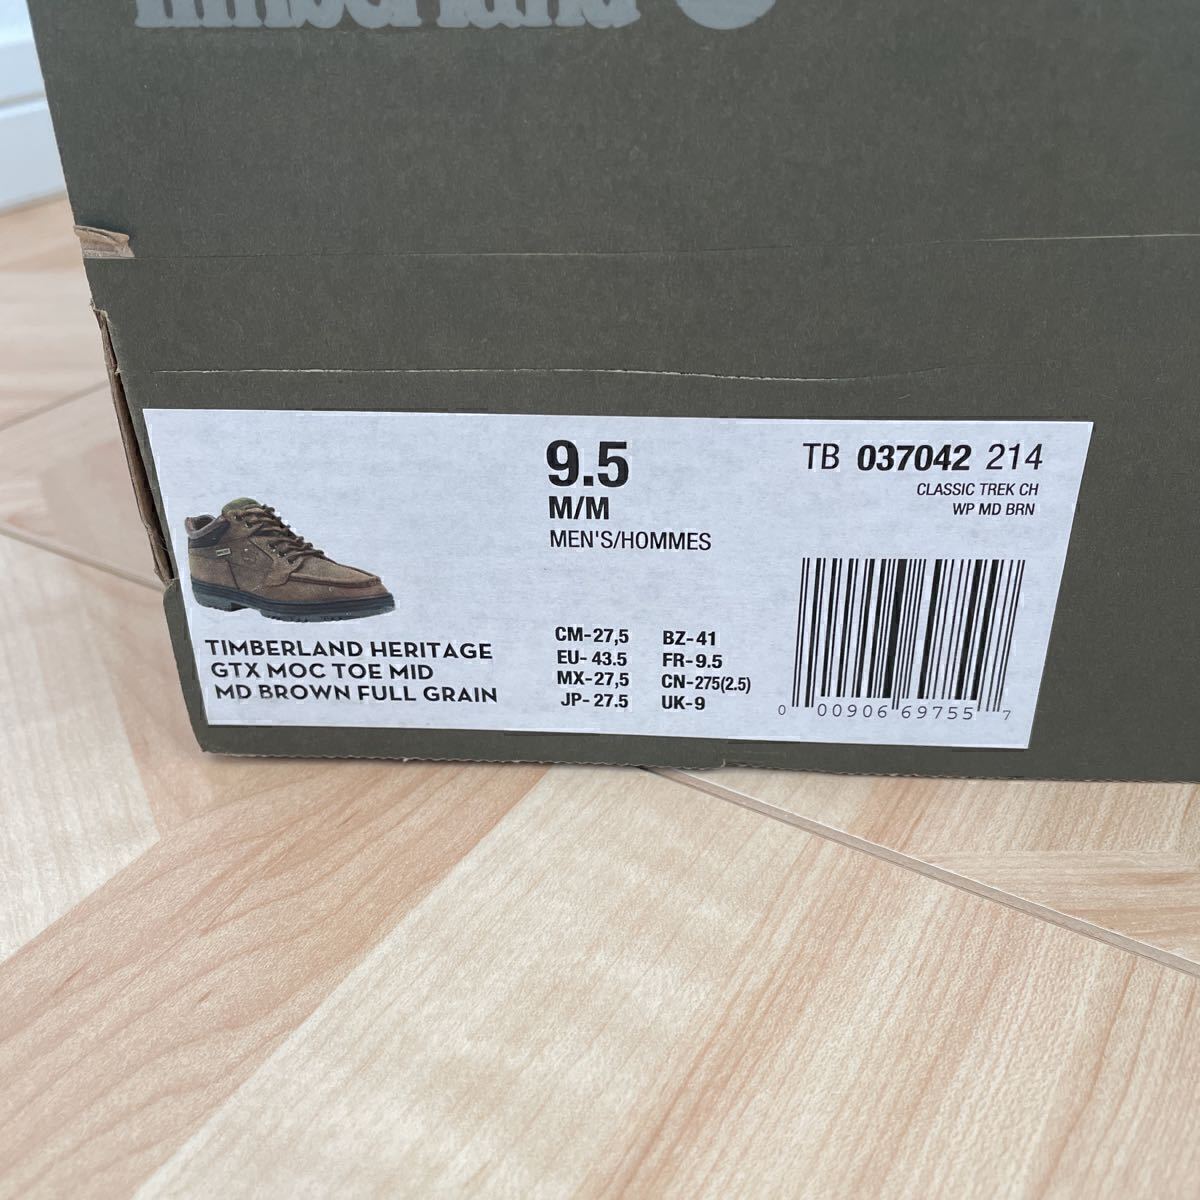 Timberland
9.5
M/M
MEN'S/HOMMES
TB 037042 214
CLASSIC TREK CH
WP MD BRN
TIMBERLAND HERITAGE
GTX MOC TOE MID
MD BROWN FULL GRAIN
CM-27,5 BZ-41
EU-43.5 FR-9.5
MX-27,5 CN-275(2.5)
JP-27.5 UK-9
0 00906 69755 7